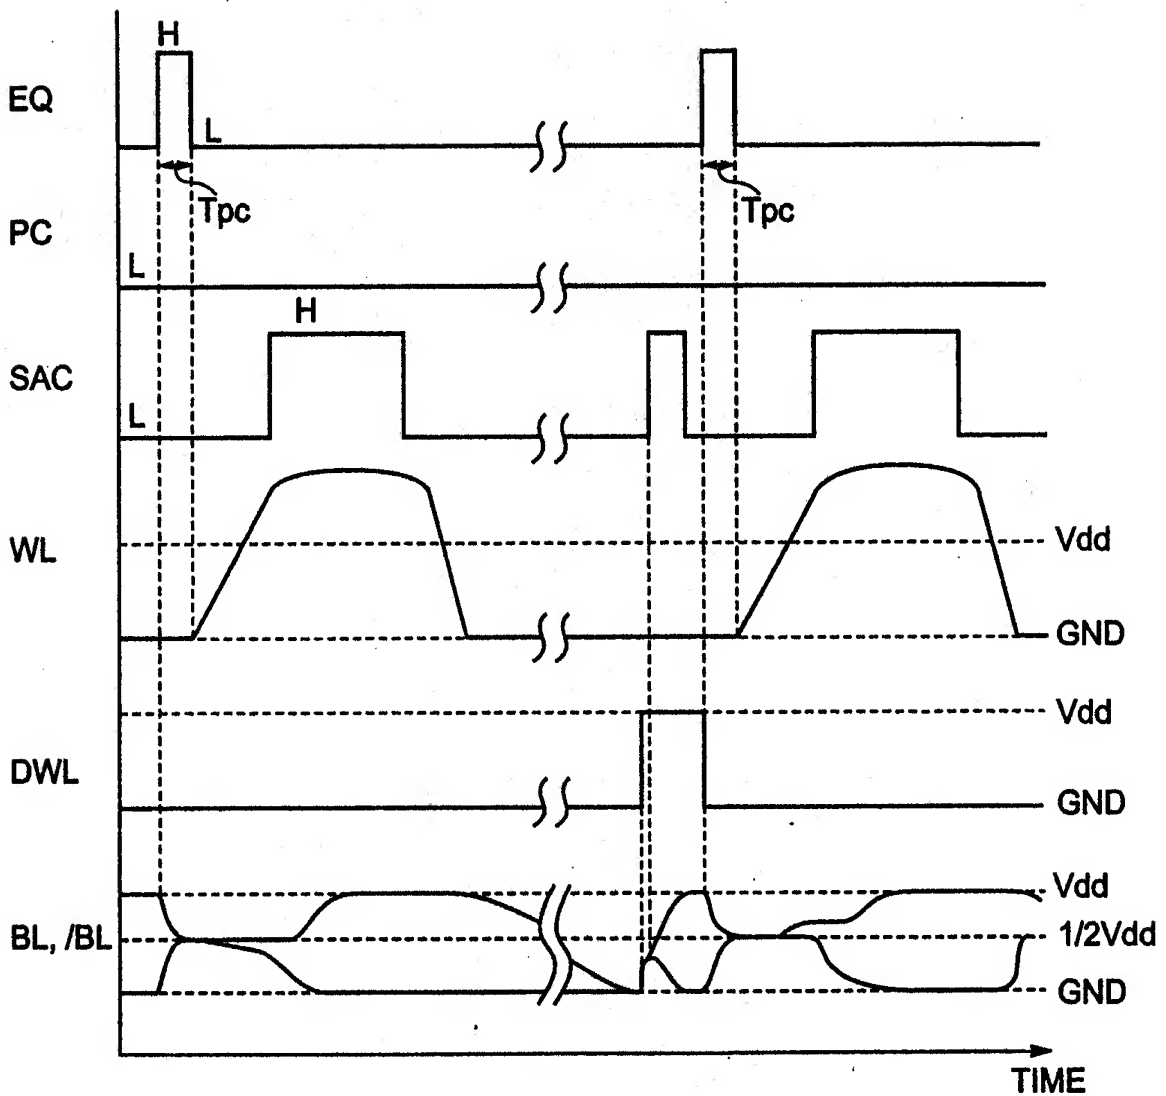 H
EQ
L
Tpc
Tpc
PC
L
H
SAC
L
WL
Vdd
GND
Vdd
DWL
GND
Vdd
BL, /BL
1/2Vdd
GND
TIME